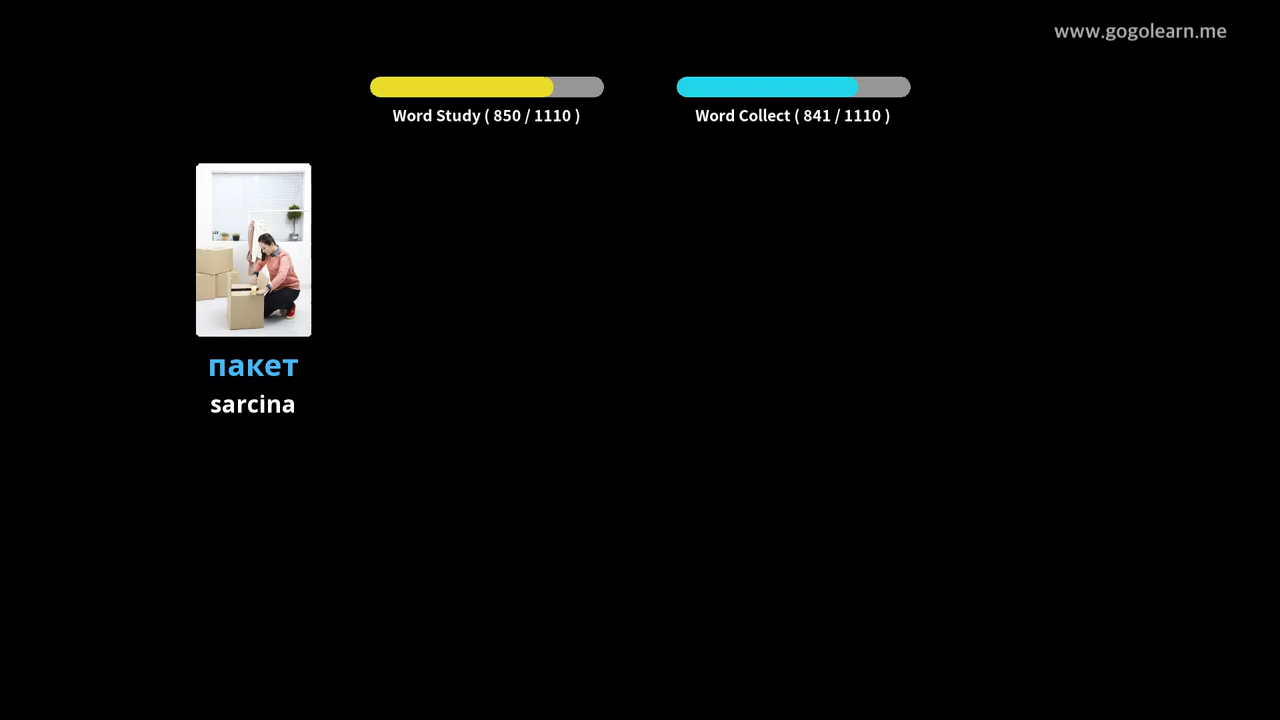 www.gogolearn.me
Word Study ( 850 / 1110 )
Word Collect ( 841 / 1110 )
пакет
sarcina